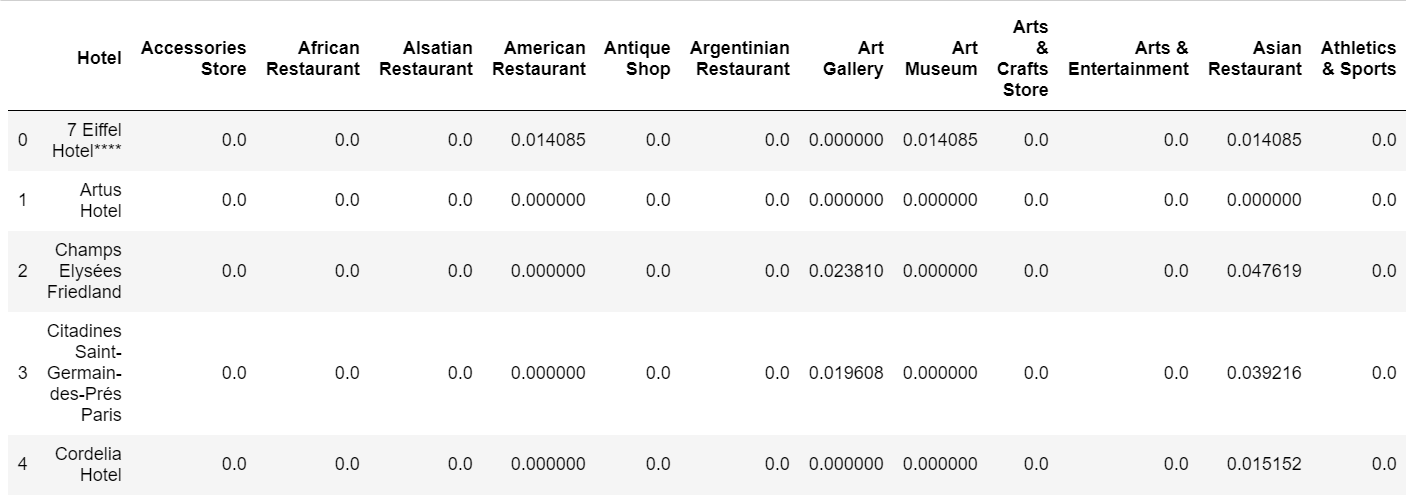 Hotel Accessories Store African Restaurant Alsatian Restaurant American Restaurant Antique Shop Argentinian Restaurant Art Gallery Art Museum Arts & Crafts Store Arts & Entertainment Asian Restaurant Athletics & Sports
0 7 Eiffel Hotel**** 0.0 0.0 0.0 0.014085 0.0 0.0 0.000000 0.014085 0.0 0.0 0.014085 0.0
1 Artus Hotel 0.0 0.0 0.0 0.000000 0.0 0.0 0.000000 0.000000 0.0 0.0 0.000000 0.0
2 Champs Elysées Friedland 0.0 0.0 0.0 0.000000 0.0 0.0 0.023810 0.000000 0.0 0.0 0.047619 0.0
3 Citadines Saint-Germain-des-Prés Paris 0.0 0.0 0.0 0.000000 0.0 0.0 0.019608 0.000000 0.0 0.0 0.039216 0.0
4 Cordelia Hotel 0.0 0.0 0.0 0.000000 0.0 0.0 0.000000 0.000000 0.0 0.0 0.015152 0.0